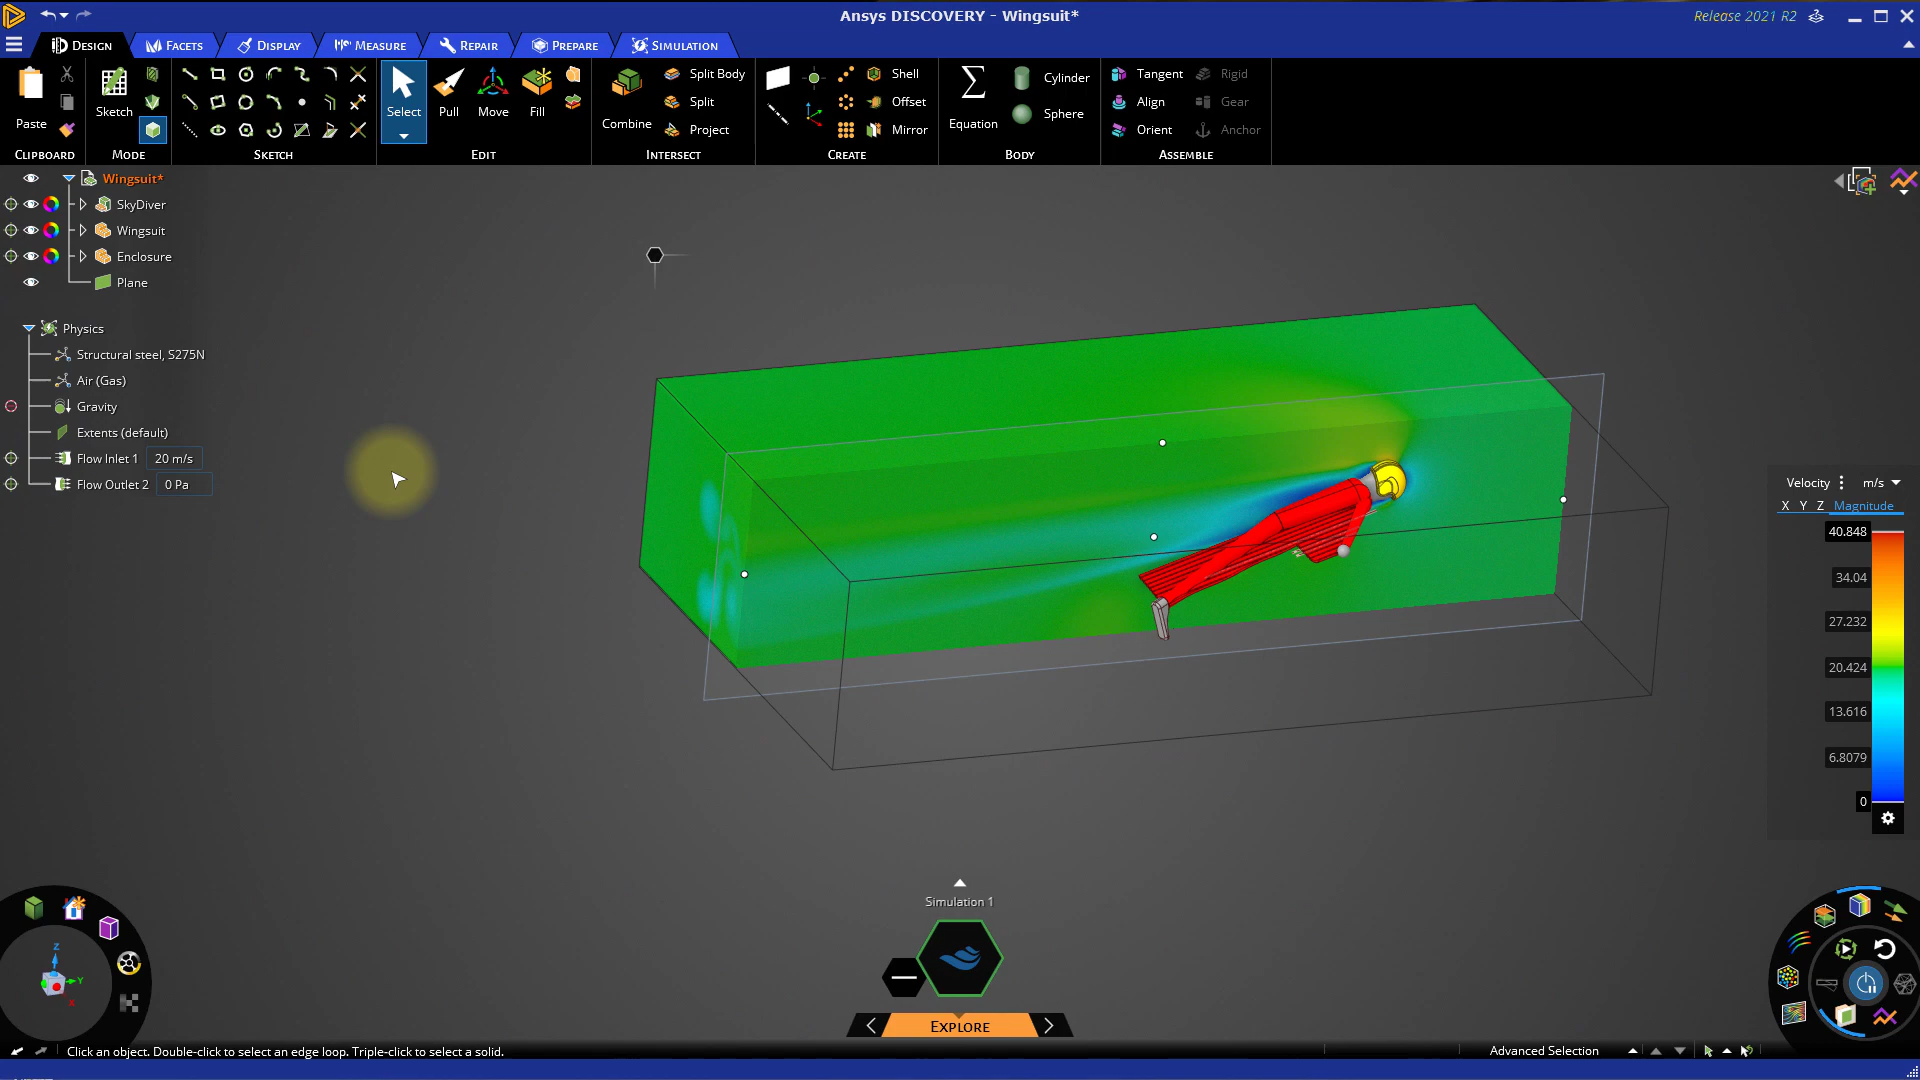 Ansys DISCOVERY - Wingsuit*
Release 2021 R2
DESIGN
FACETS
DISPLAY
MEASURE
REPAIR
PREPARE
SIMULATION
Paste
CLIPBOARD
Sketch
MODE
SKETCH
Select
Pull
Move
Fill
EDIT
Combine
Split Body
Split
Project
INTERSECT
Shell
Offset
Mirror
CREATE
Equation
Cylinder
Sphere
BODY
Tangent
Align
Orient
Rigid
Gear
Anchor
ASSEMBLE
Wingsuit*
SkyDiver
Wingsuit
Enclosure
Plane
Physics
Structural steel, S275N
Air (Gas)
Gravity
Extents (default)
Flow Inlet 1 20 m/s
Flow Outlet 2 0 Pa
Velocity m/s
X Y Z Magnitude
40.848
34.04
27.232
20.424
13.616
6.8079
0
Simulation 1
EXPLORE
Z
Y
X
Click an object. Double-click to select an edge loop. Triple-click to select a solid.
Advanced Selection